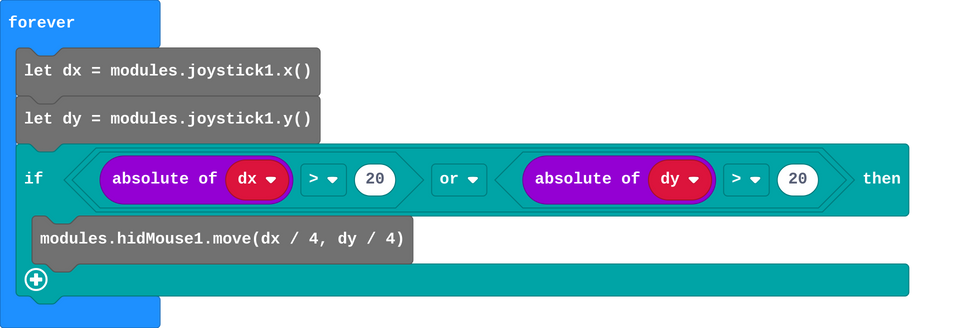 forever
let dx = modules.joystick1.x()
let dy = modules.joystick1.y()
if absolute of dx > 20 or absolute of dy > 20 then
modules.hidMouse1.move(dx / 4, dy / 4)